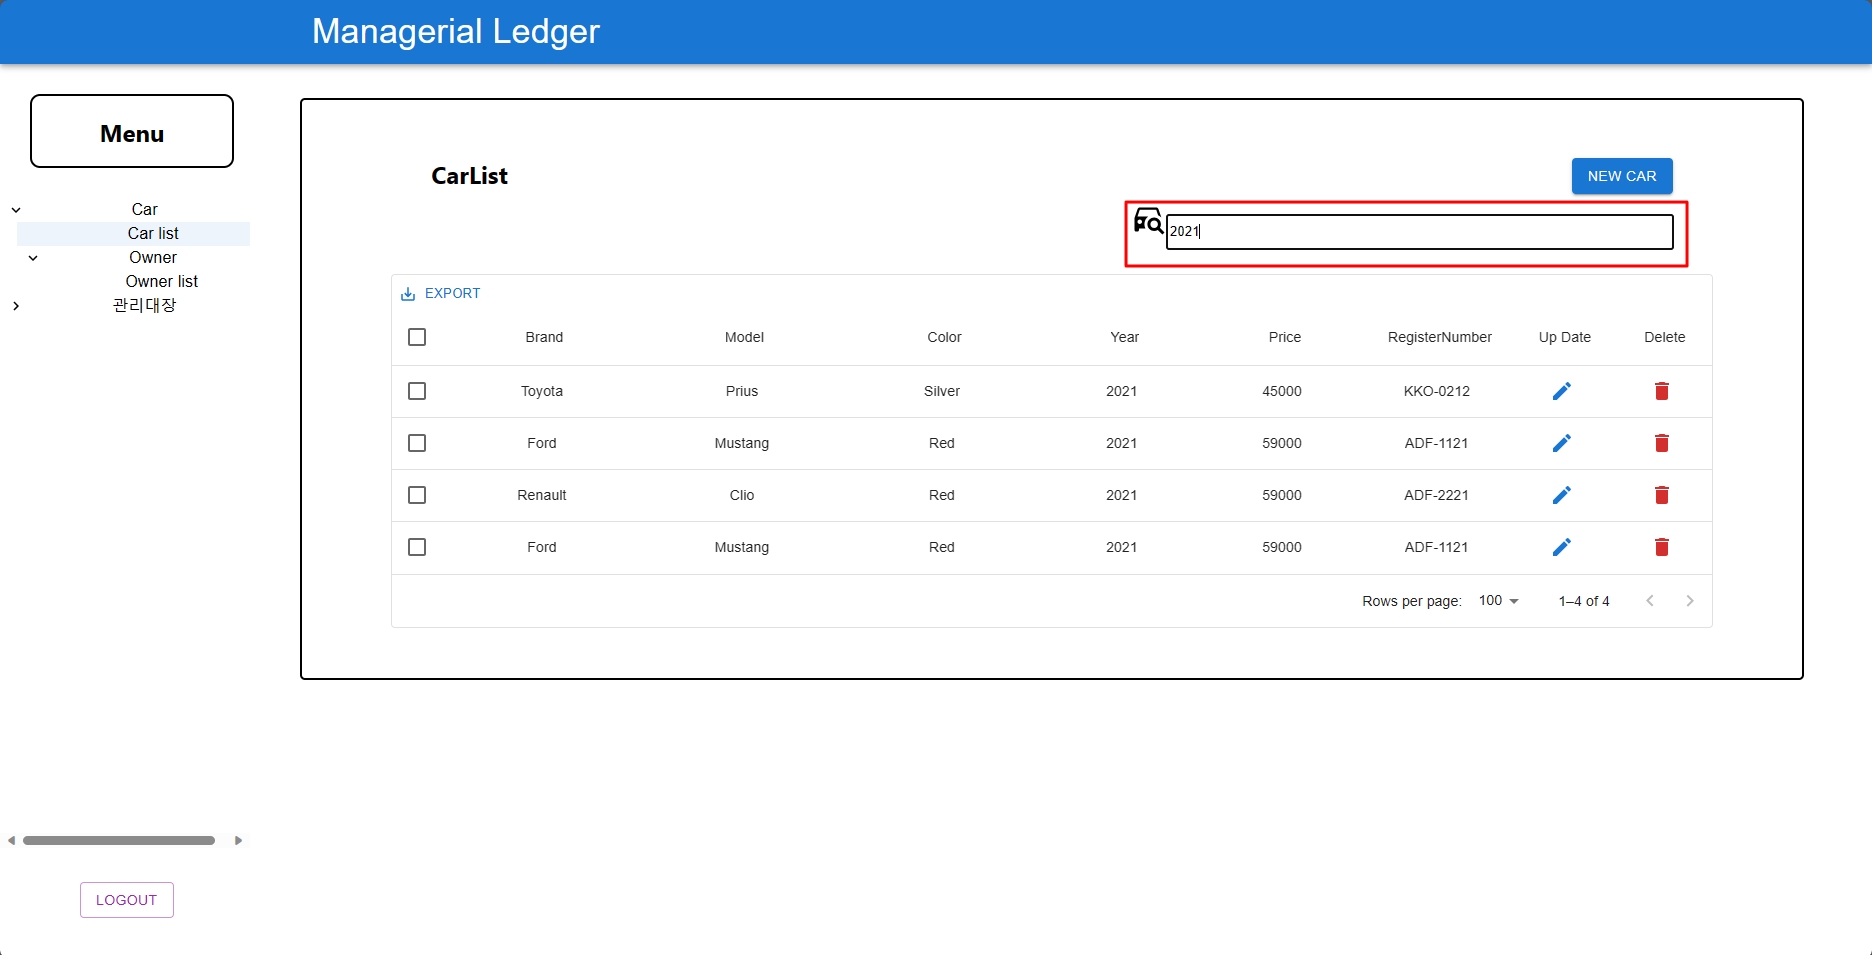 Managerial Ledger
Menu
Car
Car list
Owner
Owner list
관리대장
LOGOUT
CarList
NEW CAR
2021
EXPORT
Brand Model Color Year Price RegisterNumber Up Date Delete
Toyota Prius Silver 2021 45000 KKO-0212
Ford Mustang Red 2021 59000 ADF-1121
Renault Clio Red 2021 59000 ADF-2221
Ford Mustang Red 2021 59000 ADF-1121
Rows per page: 100 1–4 of 4